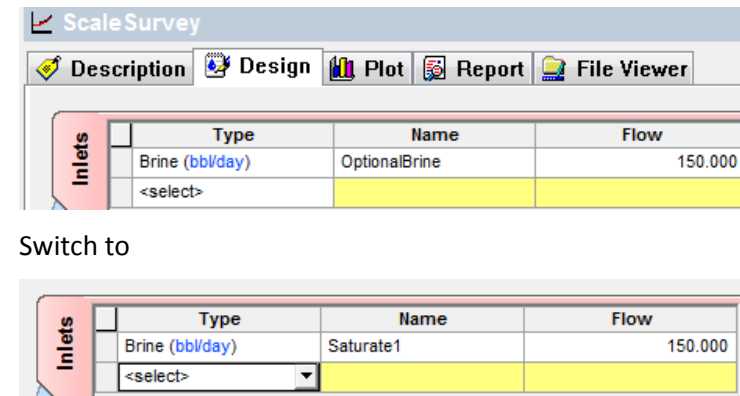 ScaleSurvey
Description Design Plot Report File Viewer
Inlets
Type Name Flow
Brine (bbl/day) OptionalBrine 150.000
<select>
Switch to
Inlets
Type Name Flow
Brine (bbl/day) Saturate1 150.000
<select>